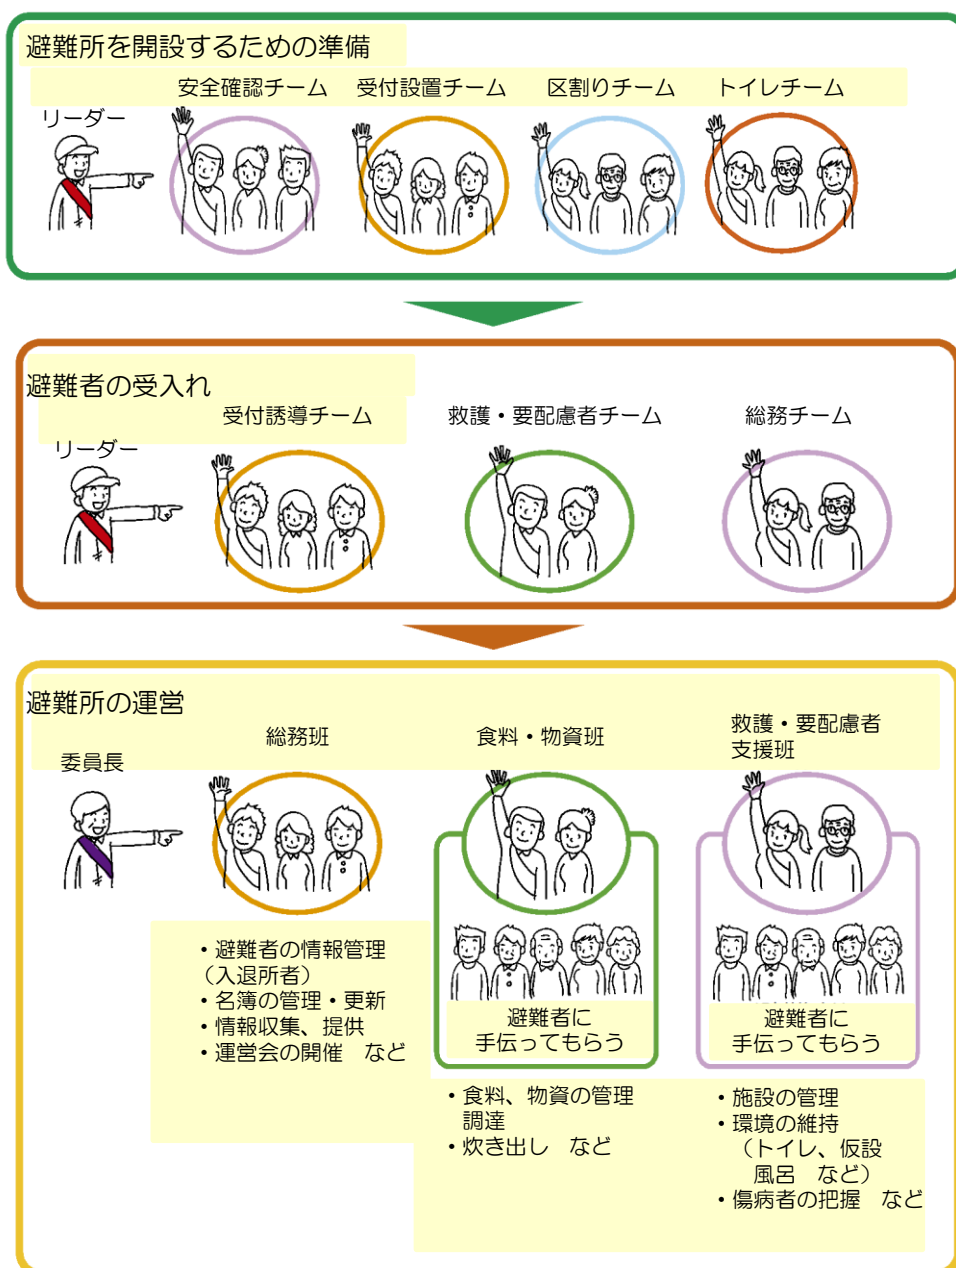 避難所を開設するための準備
安全確認チーム 受付設置チーム 区割りチーム トイレチーム
リーダー
避難者の受入れ
受付誘導チーム 救護・要配慮者チーム 総務チーム
リーダー
避難所の運営
総務班 食料・物資班 救護・要配慮者
支援班
委員長
・避難者の情報管理
（入退所者）
・名簿の管理・更新
・情報収集、提供
・運営会の開催　など
避難者に
手伝ってもらう
・食料、物資の管理
調達
・炊き出し　など
避難者に
手伝ってもらう
・施設の管理
・環境の維持
（トイレ、仮設
風呂　など）
・傷病者の把握　など